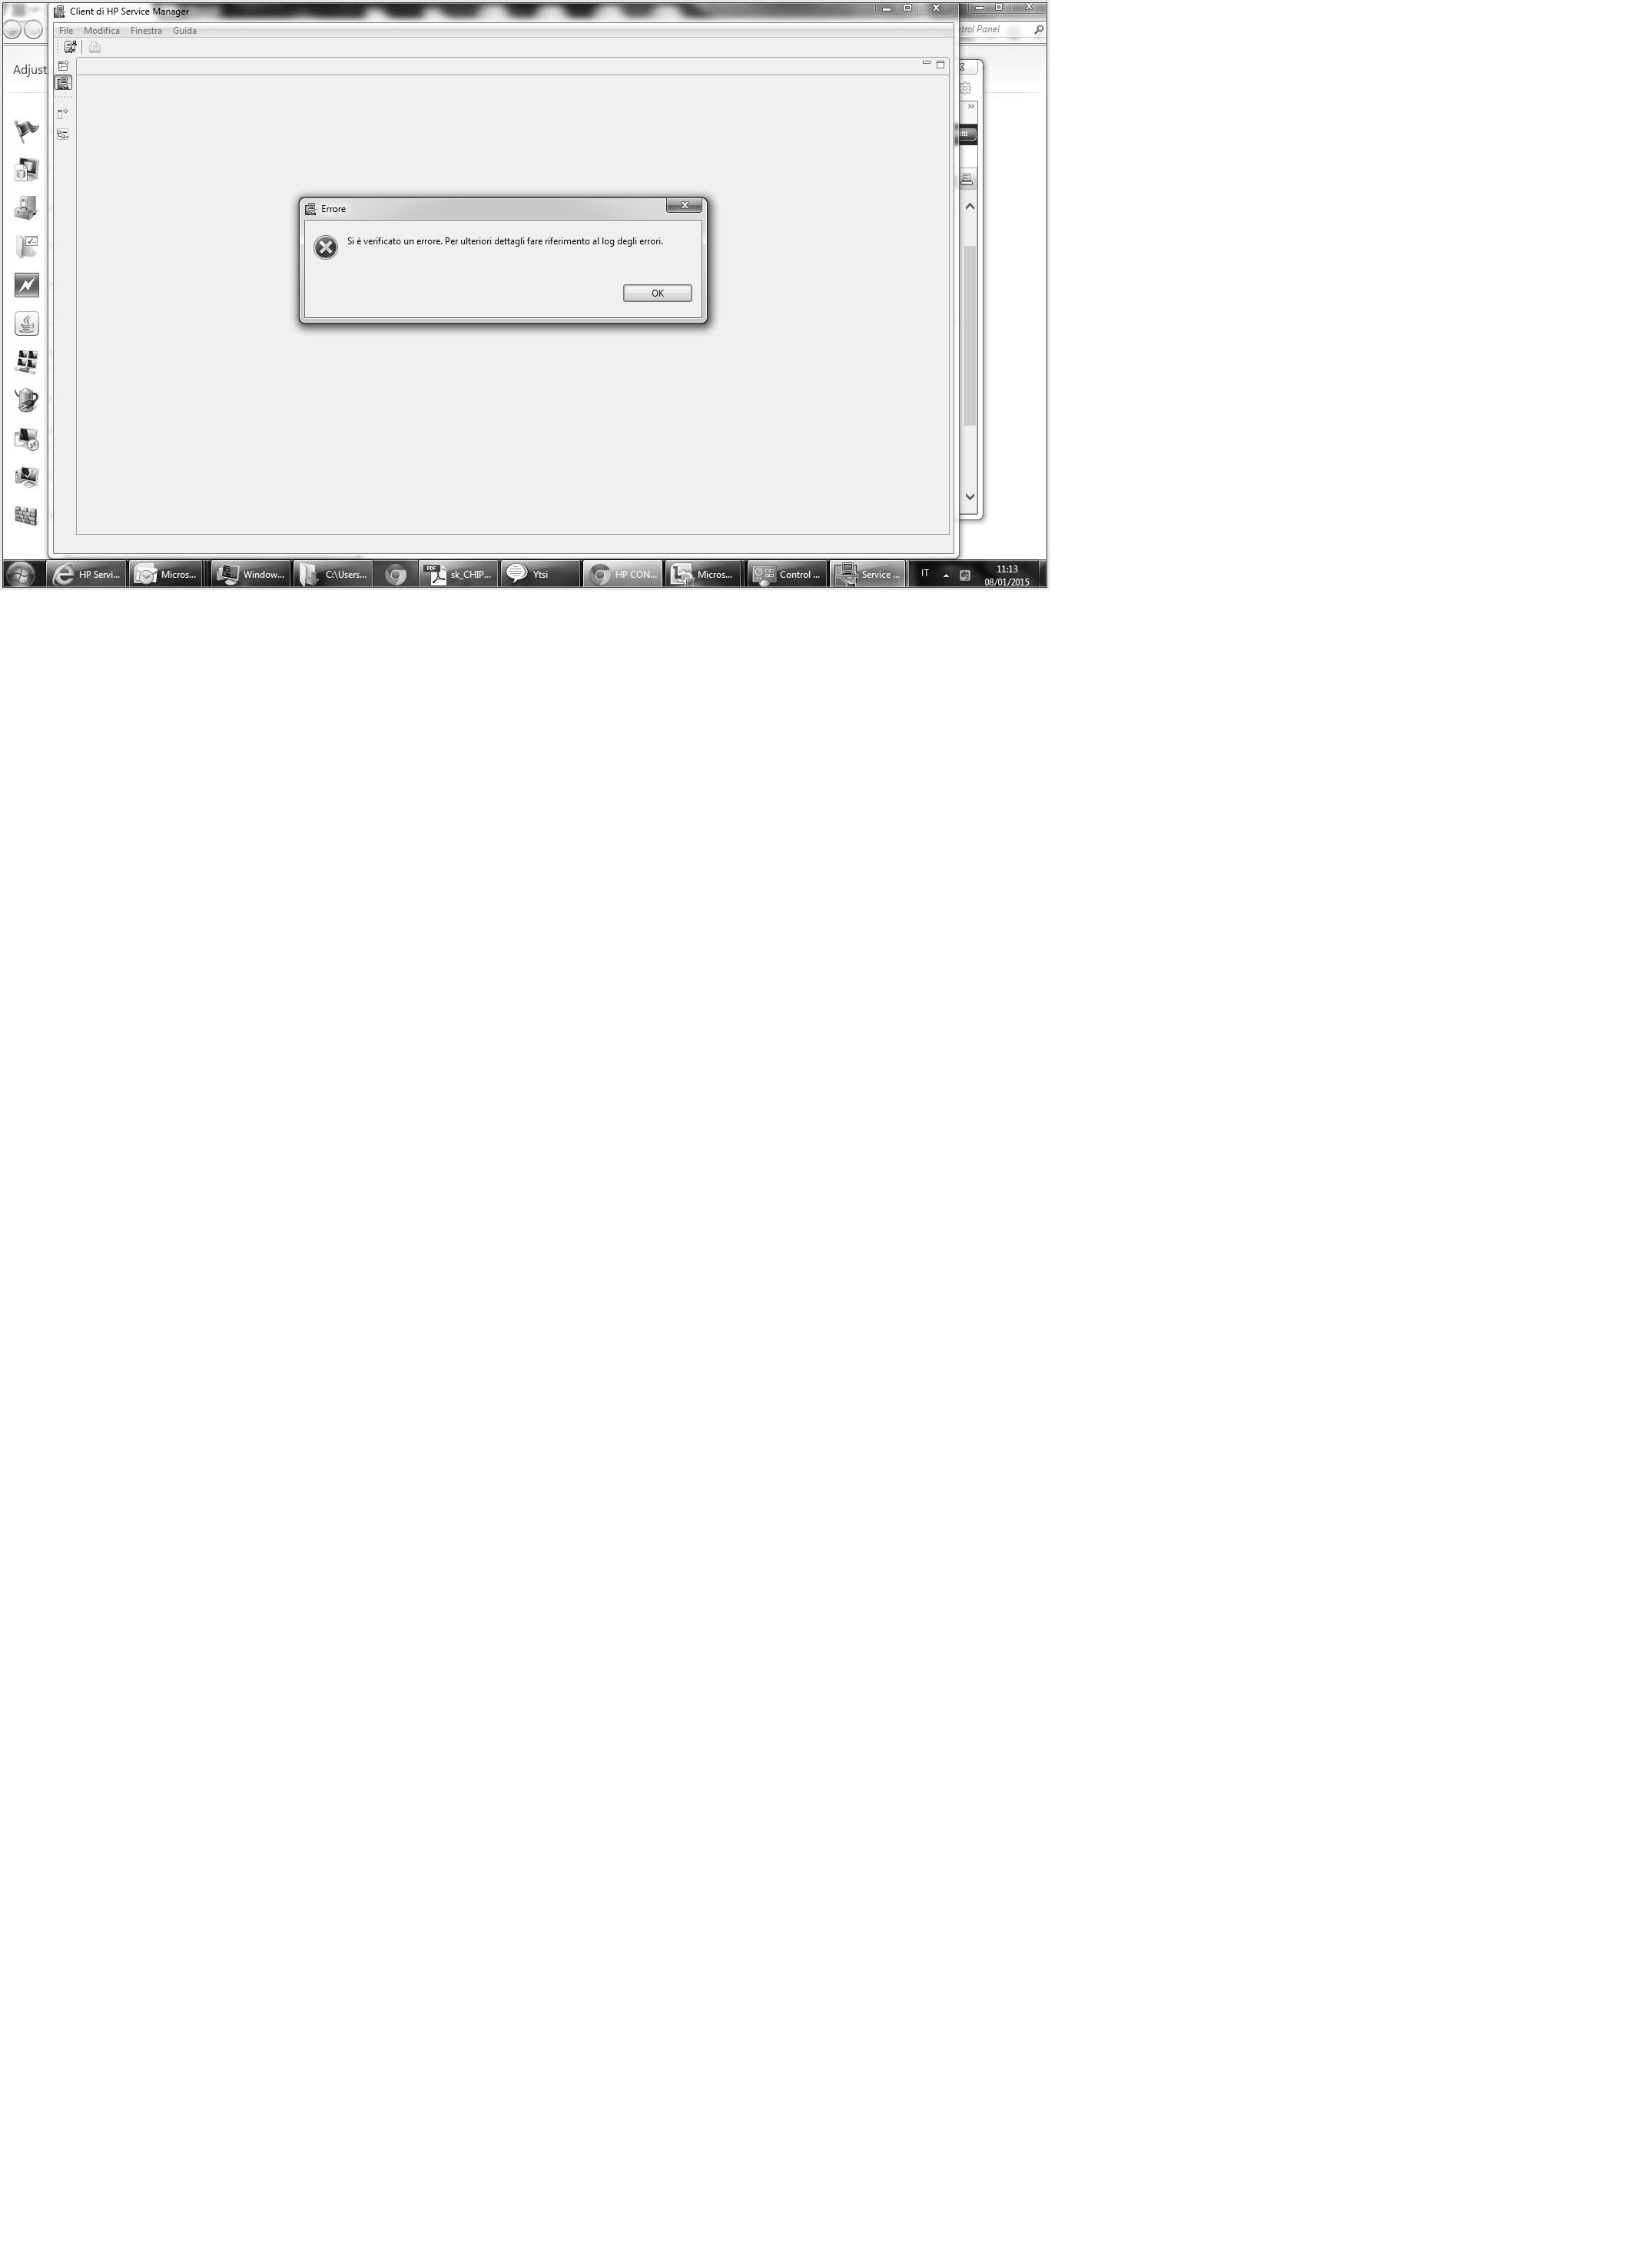 Client di HP Service Manager
File Modifica Finestra Guida
trol Panel
Adjust
Errore
Si è verificato un errore. Per ulteriori dettagli fare riferimento al log degli errori.
OK
HP Servi... Micros... Window... C:\Users... PDF sk_CHIP... Ytsi HP CON... Micros... Control ... Service ... IT 11:13
08/01/2015